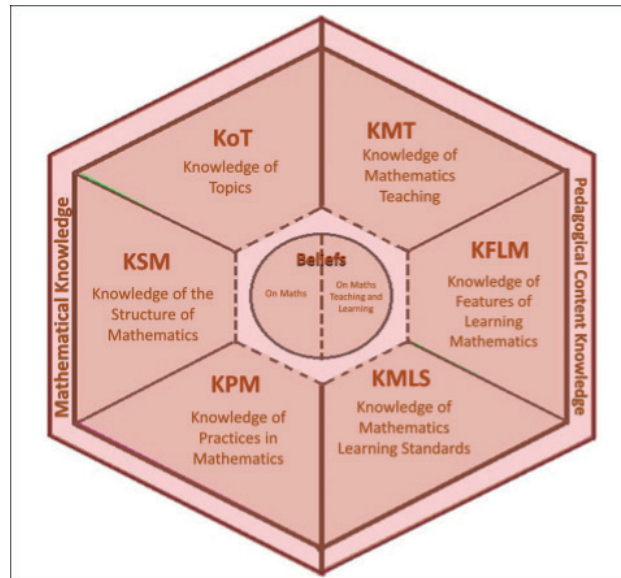 KoT
Knowledge of
Topics
KMT
Knowledge of
Mathematics
Teaching
Mathematical Knowledge
KSM
Knowledge of the
Structure of
Mathematics
Beliefs
On Maths
On Maths
Teaching and
Learning
KFLM
Knowledge of
Features of
Learning
Mathematics
Pedagogical Content Knowledge
KPM
Knowledge of
Practices in
Mathematics
KMLS
Knowledge of
Mathematics
Learning Standards